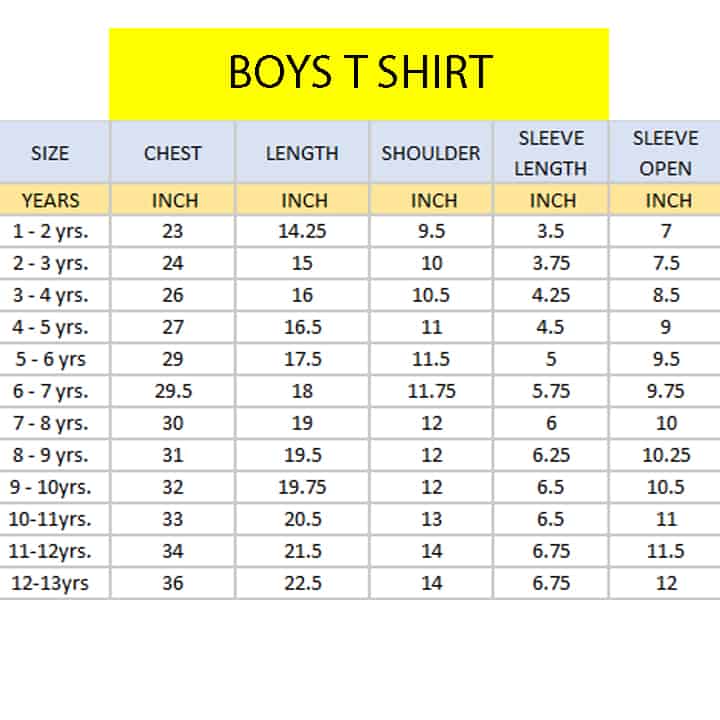 BOYS T SHIRT
SIZE CHEST LENGTH SHOULDER SLEEVE LENGTH SLEEVE OPEN
YEARS INCH INCH INCH INCH INCH
1 - 2 yrs. 23 14.25 9.5 3.5 7
2 - 3 yrs. 24 15 10 3.75 7.5
3 - 4 yrs. 26 16 10.5 4.25 8.5
4 - 5 yrs. 27 16.5 11 4.5 9
5 - 6 yrs 29 17.5 11.5 5 9.5
6 - 7 yrs. 29.5 18 11.75 5.75 9.75
7 - 8 yrs. 30 19 12 6 10
8 - 9 yrs. 31 19.5 12 6.25 10.25
9 - 10yrs. 32 19.75 12 6.5 10.5
10-11yrs. 33 20.5 13 6.5 11
11-12yrs. 34 21.5 14 6.75 11.5
12-13yrs 36 22.5 14 6.75 12